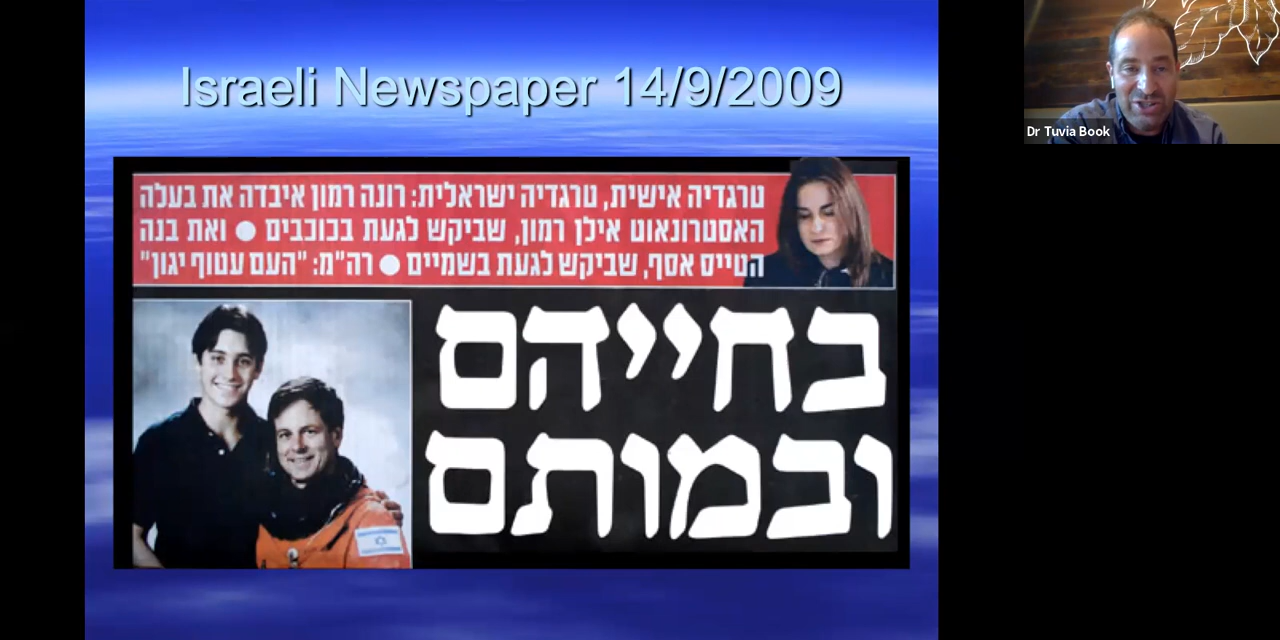 Israeli Newspaper 14/9/2009
Dr Tuvia Book
טרגדיה אישית, טרגדיה ישראלית: רונה רמון איבדה את בעלה
האסטרונאוט אילן רמון, שביקש לגעת בכוכבים ● ואת בנה
הטייס אסף, שביקש לגעת בשמיים ● רה"מ: "העם עטוף יגון"
בחייהם
ובמותם